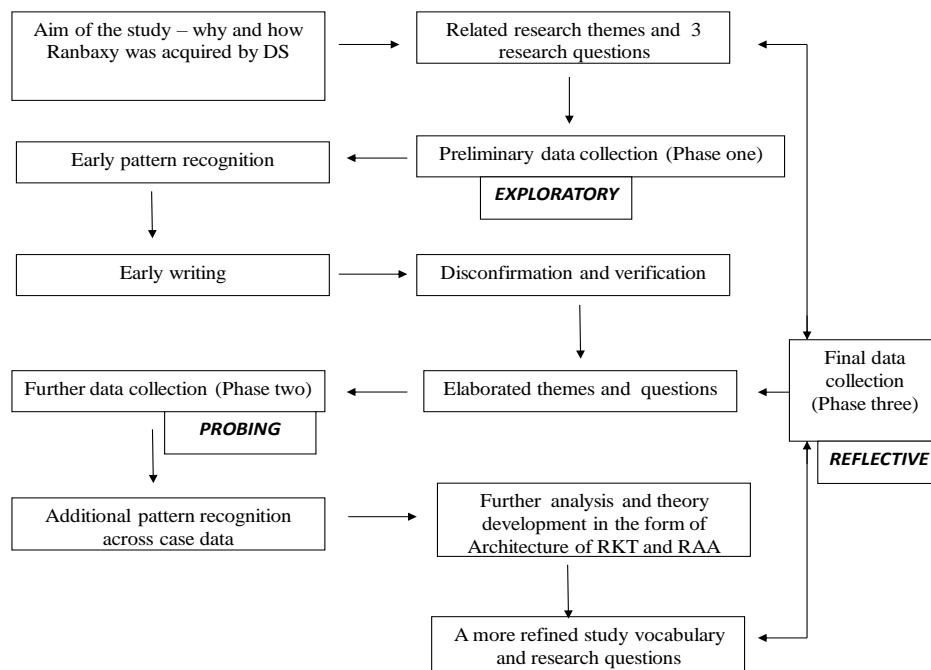 Aim of the study – why and how
Ranbaxy was acquired by DS
Related research themes and 3
research questions
Preliminary data collection (Phase one)
EXPLORATORY
Early pattern recognition
Early writing
Disconfirmation and verification
Elaborated themes and questions
Further data collection (Phase two)
PROBING
Final data
collection
(Phase three)
REFLECTIVE
Additional pattern recognition
across case data
Further analysis and theory
development in the form of
Architecture of RKT and RAA
A more refined study vocabulary
and research questions